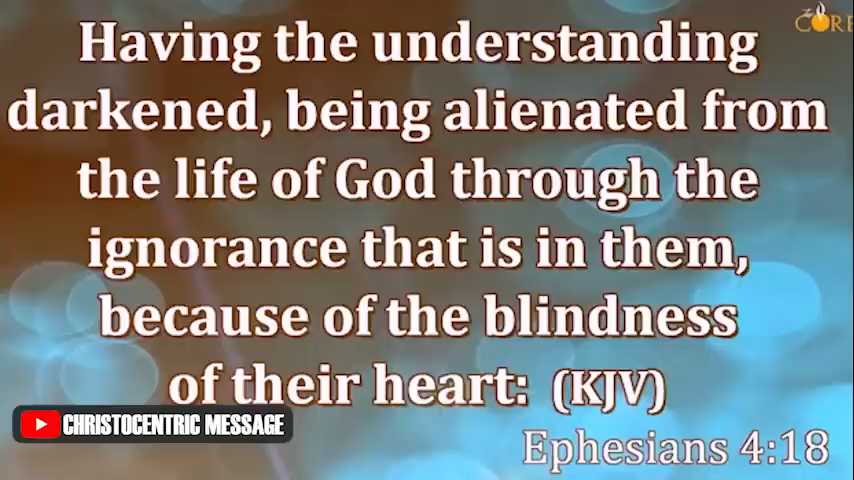 CORE
Having the understanding
darkened, being alienated from
the life of God through the
ignorance that is in them,
because of the blindness
of their heart: (KJV)
CHRISTOCENTRIC MESSAGE
Ephesians 4:18